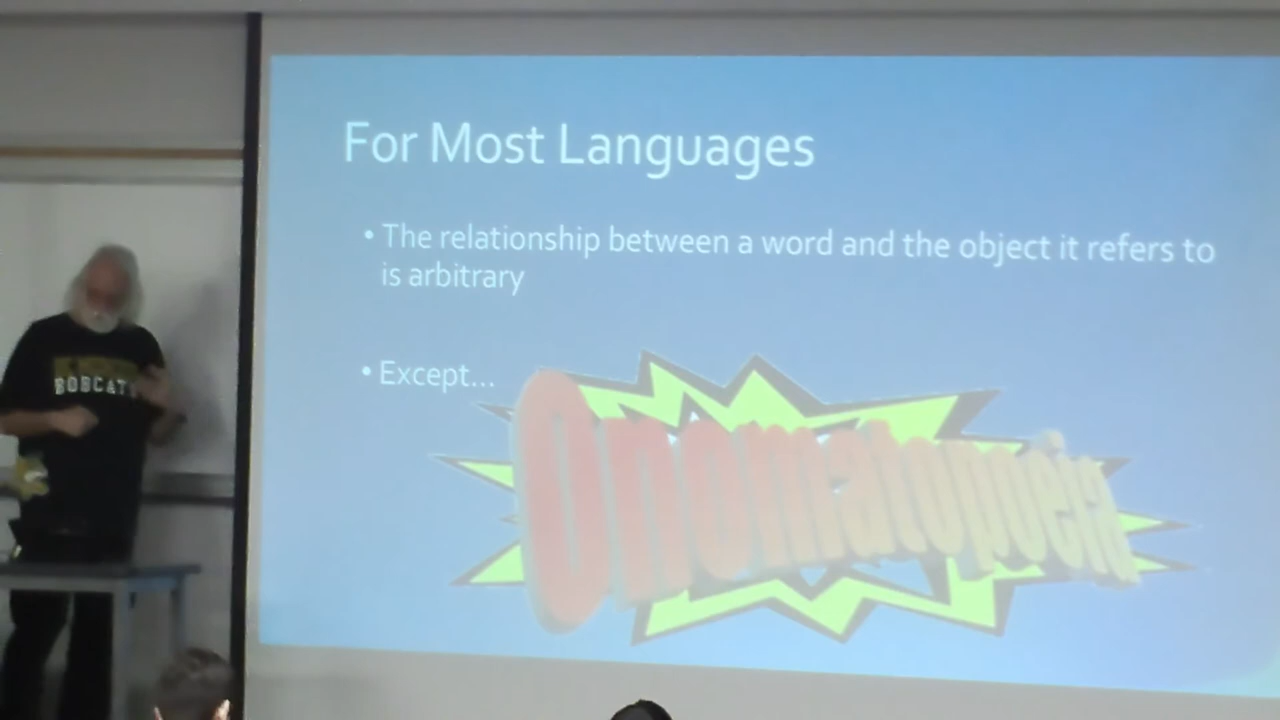 For Most Languages
• The relationship between a word and the object it refers to
is arbitrary
• Except...
Onomatopoeia
BOBCATS